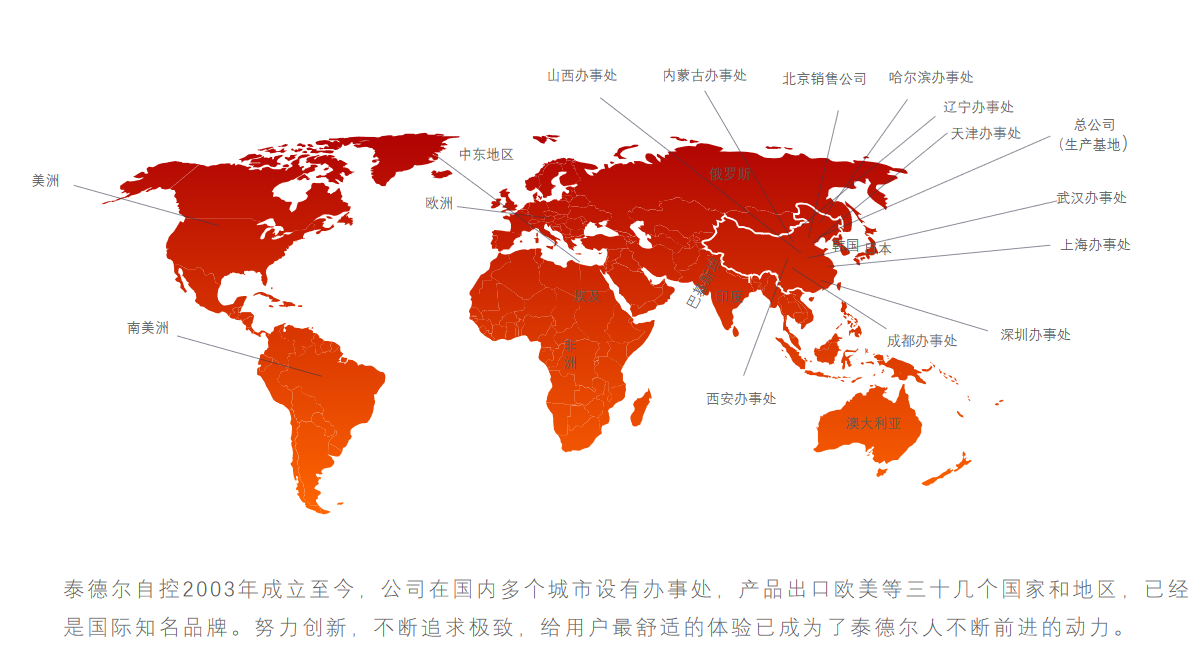 山西办事处
内蒙古办事处
北京销售公司
哈尔滨办事处
辽宁办事处
天津办事处
总公司
（生产基地）
中东地区
俄罗斯
美洲
欧洲
武汉办事处
韩国
日本
上海办事处
巴基斯坦
埃及
印度
南美洲
非
洲
成都办事处
深圳办事处
西安办事处
澳大利亚
泰德尔自控2003年成立至今，公司在国内多个城市设有办事处，产品出口欧美等三十几个国家和地区，已经
是国际知名品牌。努力创新，不断追求极致，给用户最舒适的体验已成为了泰德尔人不断前进的动力。